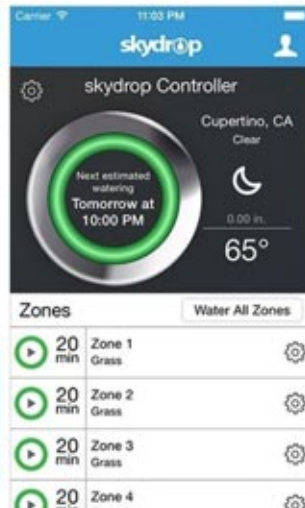 Carrier 11:03 PM
skydrop
skydrop Controller
Cupertino, CA
Clear
Next estimated
watering
Tomorrow at
10:00 PM
0.00 in.
65°
Zones Water All Zones
20 min Zone 1
Grass
20 min Zone 2
Grass
20 min Zone 3
Grass
20 Zone 4